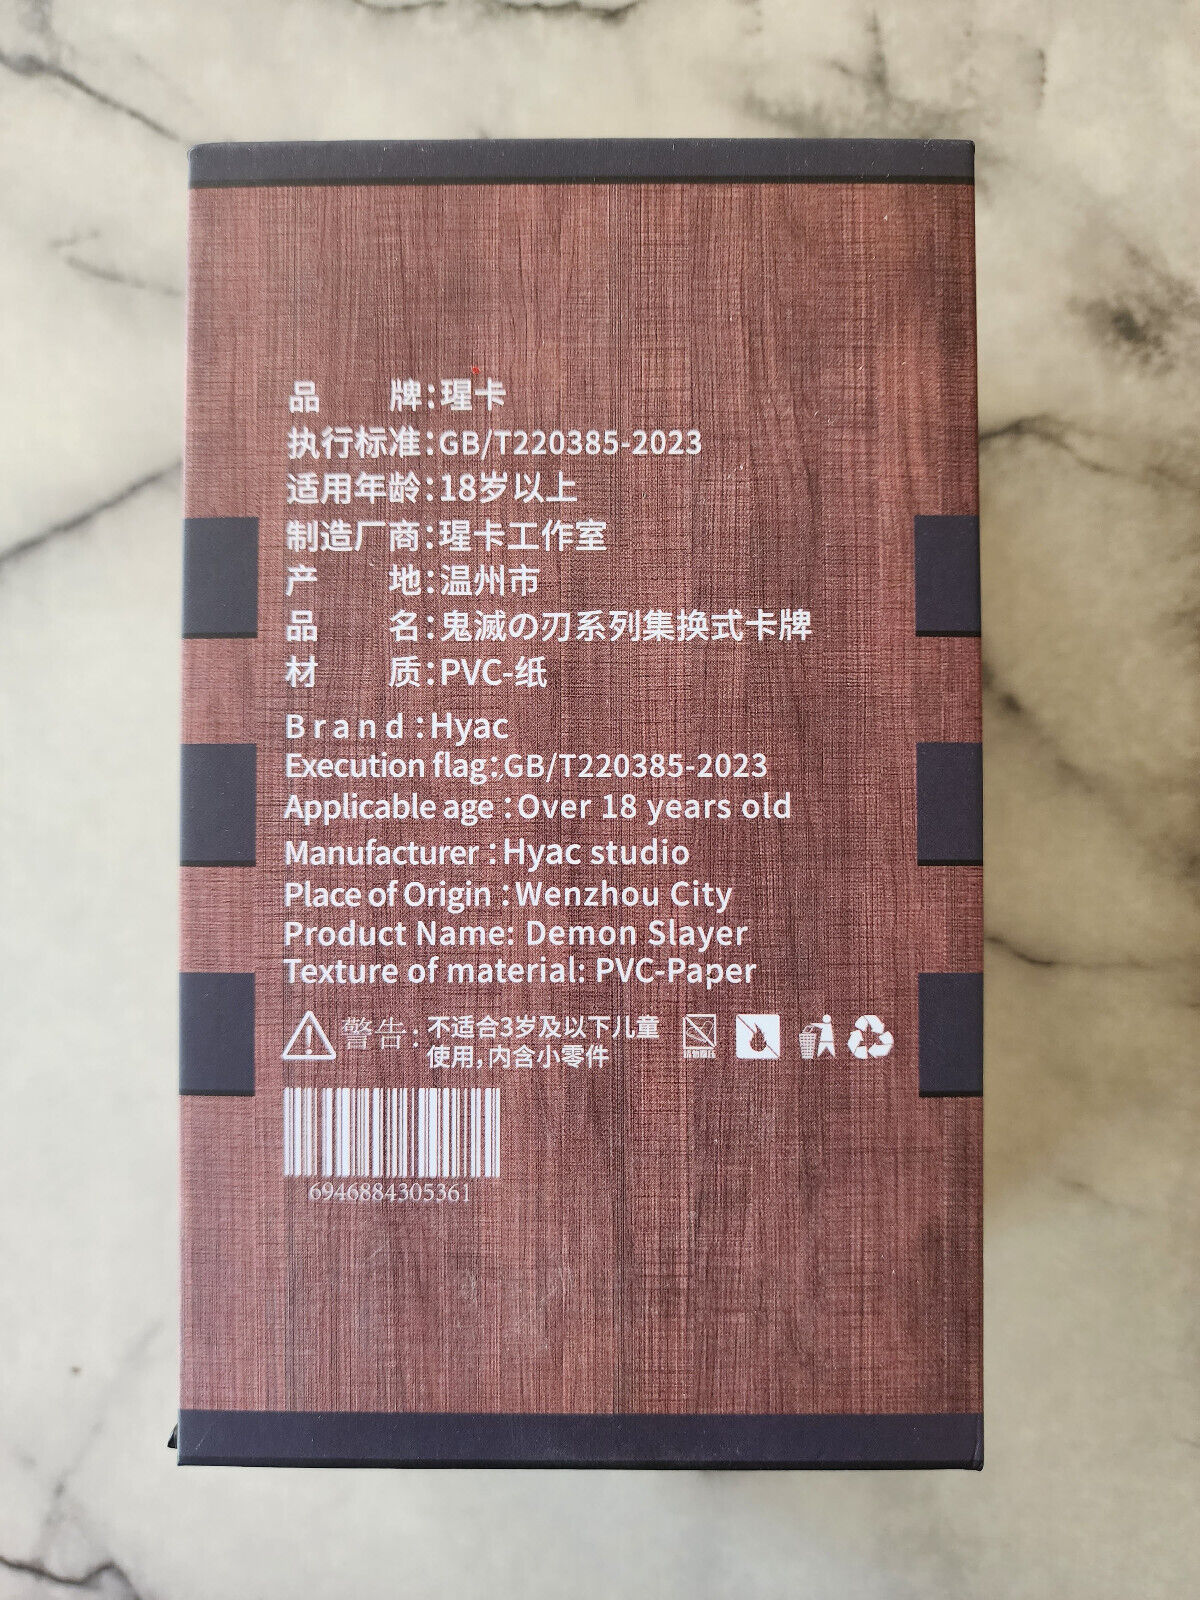 品 牌:瑆卡
执行标准:GB/T220385-2023
适用年龄:18岁以上
制造厂商:瑆卡工作室
产 地:温州市
品 名:鬼滅の刃系列集换式卡牌
材 质:PVC-纸
Brand :Hyac
Execution flag:GB/T220385-2023
Applicable age :Over 18 years old
Manufacturer :Hyac studio
Place of Origin :Wenzhou City
Product Name: Demon Slayer
Texture of material: PVC-Paper
警告: 不适合3岁及以下儿童
使用,内含小零件
6946884305361